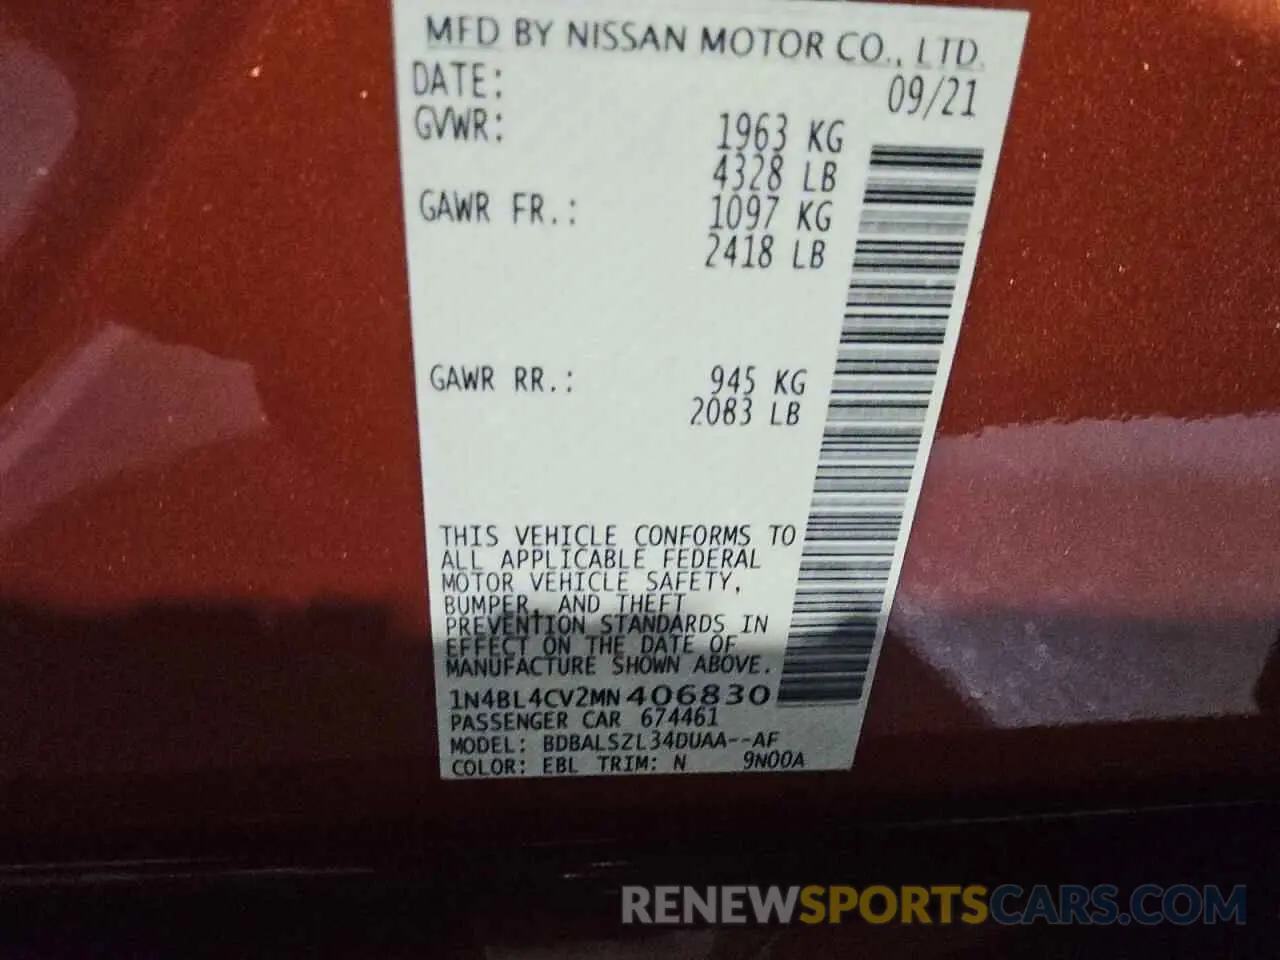 MFD BY NISSAN MOTOR CO., LTD.
DATE: 09/21
GVWR: 1963 KG
4328 LB
GAWR FR.: 1097 KG
2418 LB
GAWR RR.: 945 KG
2083 LB
THIS VEHICLE CONFORMS TO
ALL APPLICABLE FEDERAL
MOTOR VEHICLE SAFETY,
BUMPER, AND THEFT
PREVENTION STANDARDS IN
EFFECT ON THE DATE OF
MANUFACTURE SHOWN ABOVE.
1N4BL4CV2MN406830
PASSENGER CAR 674461
MODEL: BDBALSZL34DUAA--AF
COLOR: EBL TRIM: N 9N00A
RENEWSPORTSCARS.COM